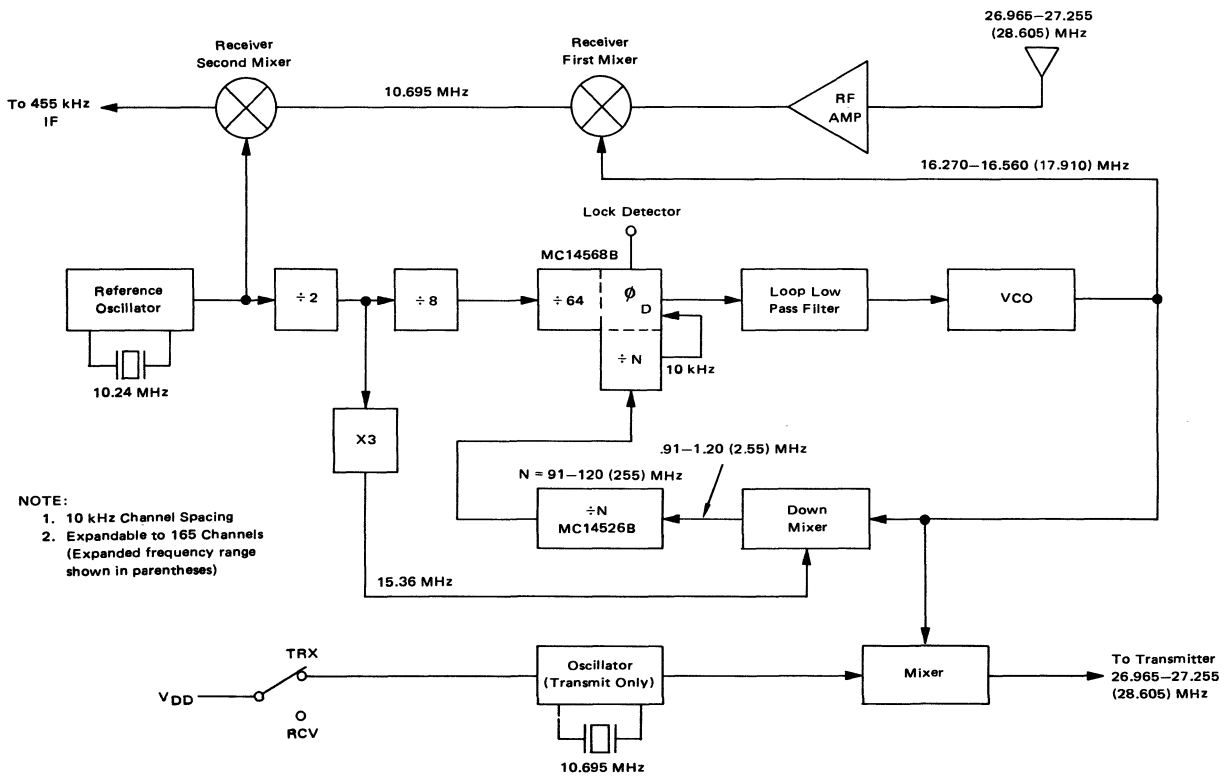 26.965–27.255
(28.605) MHz
Receiver
Second Mixer
Receiver
First Mixer
To 455 kHz
IF
10.695 MHz
RF
AMP
16.270–16.560 (17.910) MHz
Lock Detector
MC14568B
Reference
Oscillator
÷2
÷8
÷64
Ø
D
Loop Low
Pass Filter
VCO
÷N
10 kHz
10.24 MHz
X3
.91–1.20 (2.55) MHz
N = 91–120 (255) MHz
÷N
MC14526B
Down
Mixer
NOTE:
1. 10 kHz Channel Spacing
2. Expandable to 165 Channels
(Expanded frequency range
shown in parentheses)
15.36 MHz
TRX
VDD
RCV
Oscillator
(Transmit Only)
Mixer
To Transmitter
26.965–27.255
(28.605) MHz
10.695 MHz